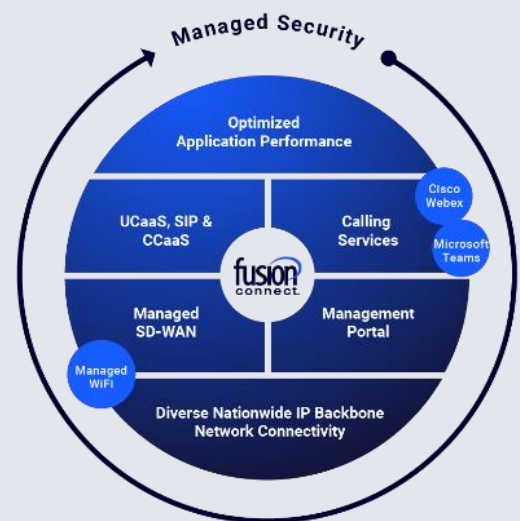 Managed Security
Optimized
Application Performance
UCaaS, SIP &
CCaaS
Calling
Services
Cisco
Webex
Microsoft
Teams
fusion
connect.
Managed
SD-WAN
Management
Portal
Managed
WiFi
Diverse Nationwide IP Backbone
Network Connectivity